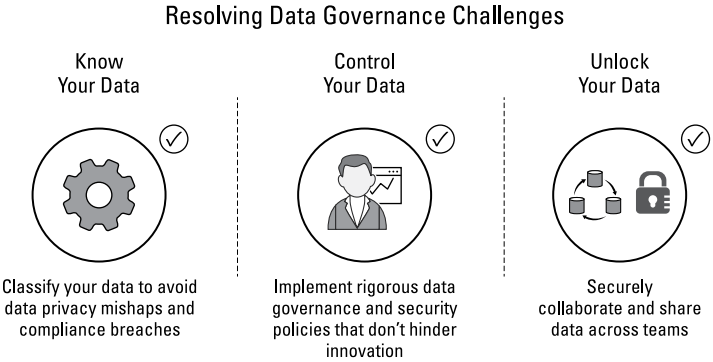 Resolving Data Governance Challenges
Know
Your Data
Classify your data to avoid
data privacy mishaps and
compliance breaches
Control
Your Data
Implement rigorous data
governance and security
policies that don't hinder
innovation
Unlock
Your Data
Securely
collaborate and share
data across teams